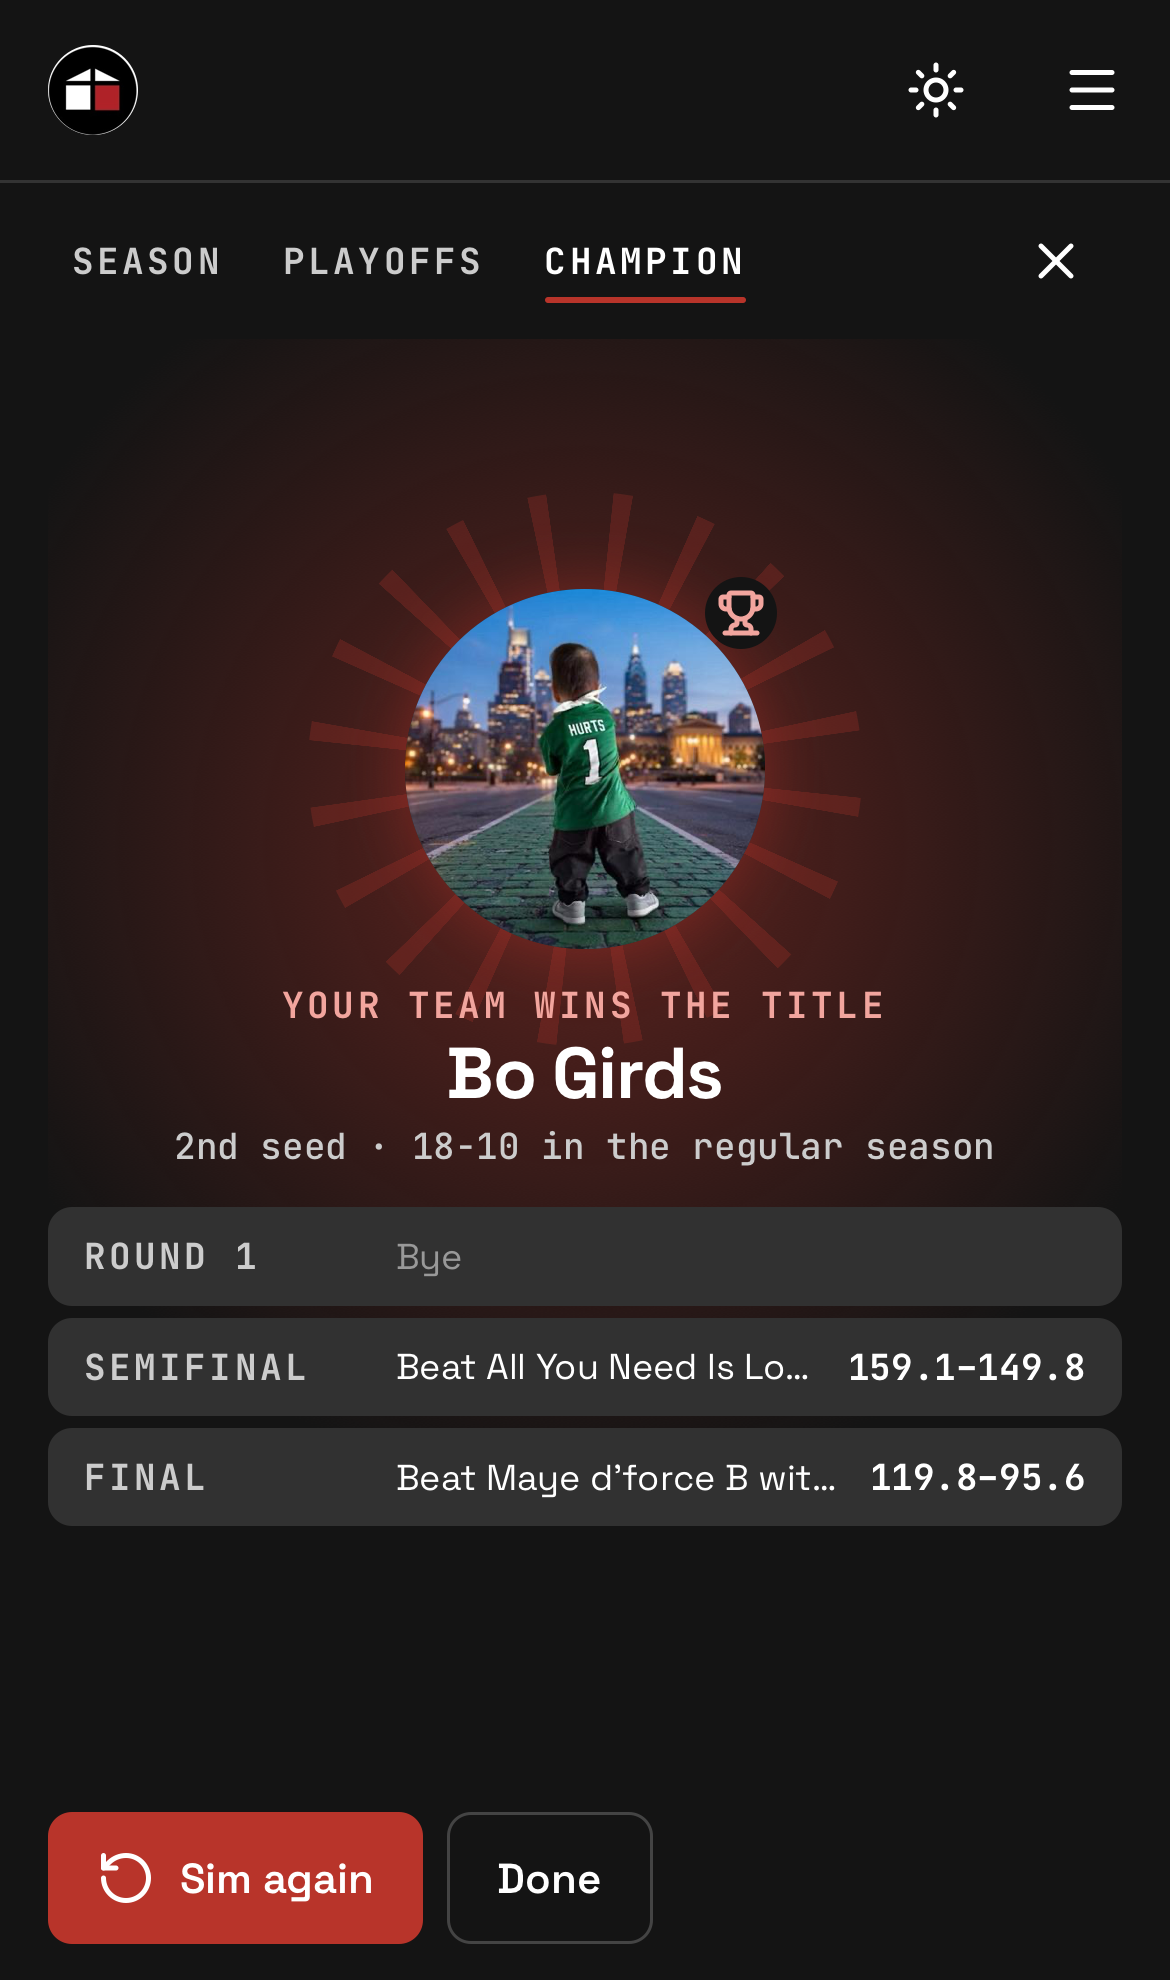 SEASON PLAYOFFS CHAMPION
HURTS
1
YOUR TEAM WINS THE TITLE
Bo Girds
2nd seed · 18-10 in the regular season
ROUND 1 Bye
SEMIFINAL Beat All You Need Is Lo... 159.1–149.8
FINAL Beat Maye d’force B wit... 119.8–95.6
Sim again Done